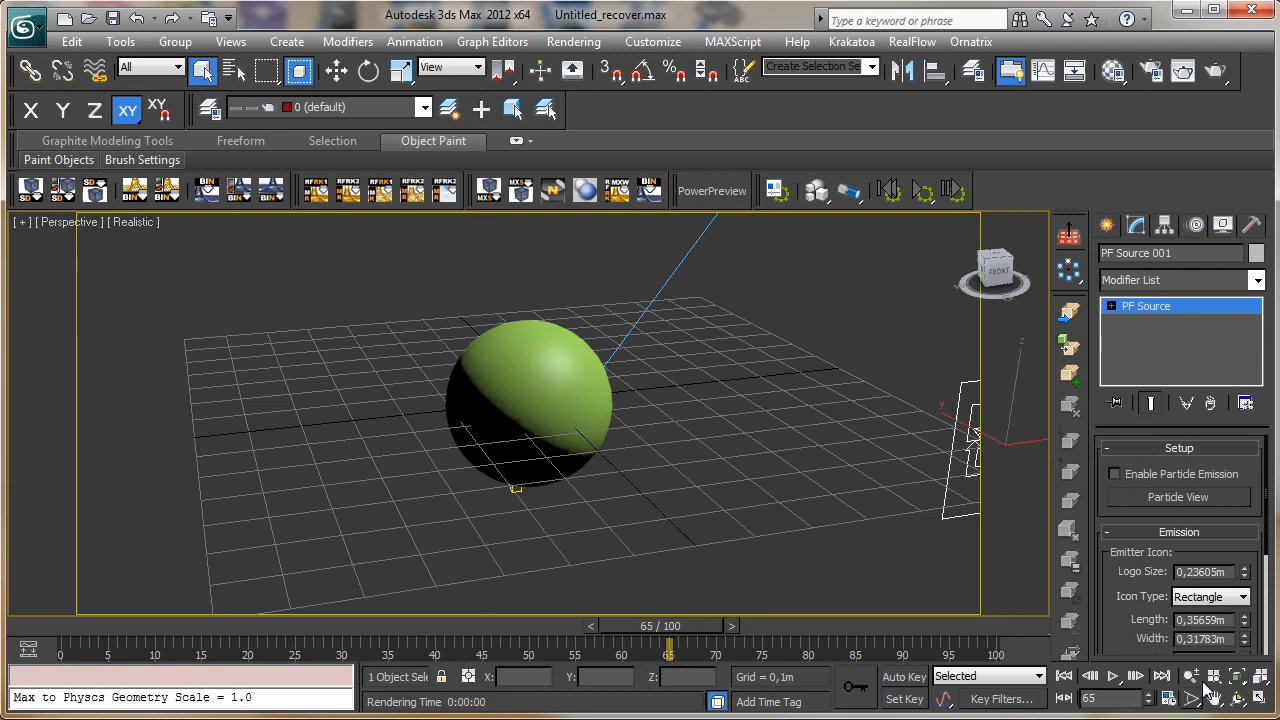 Autodesk 3ds Max 2012 x64 Untitled_recover.max
Type a keyword or phrase
Edit Tools Group Views Create Modifiers Animation Graph Editors Rendering Customize MAXScript Help Krakatoa RealFlow Ornatrix
All View Create Selection Se
X Y Z XY XY 0 (default)
Graphite Modeling Tools Freeform Selection Object Paint
Paint Objects Brush Settings
PowerPreview
[ + ] [ Perspective ] [ Realistic ]
FRONT
z
y
PF Source 001
Modifier List
PF Source
Setup
Enable Particle Emission
Particle View
Emission
Emitter Icon:
Logo Size: 0,23605m
Icon Type: Rectangle
Length: 0,35659m
Width: 0,31783m
< 65 / 100 >
0 5 10 15 20 25 30 35 40 45 50 55 60 65 70 75 80 85 90 95 100
1 Object Sel X: Y: Z: Grid = 0,1m Auto Key Selected
Max to Physcs Geometry Scale = 1.0
Rendering Time 0:00:00 Add Time Tag Set Key Key Filters... 65